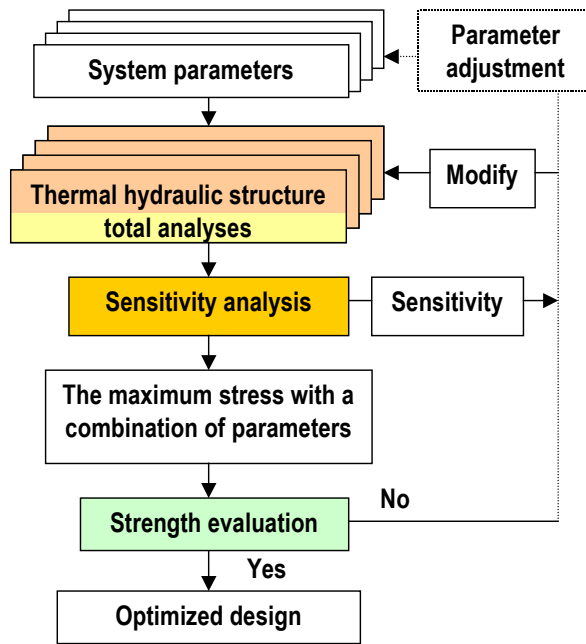 Parameter
adjustment
System parameters
Modify
Thermal hydraulic structure
total analyses
Sensitivity analysis
Sensitivity
The maximum stress with a
combination of parameters
No
Strength evaluation
Yes
Optimized design